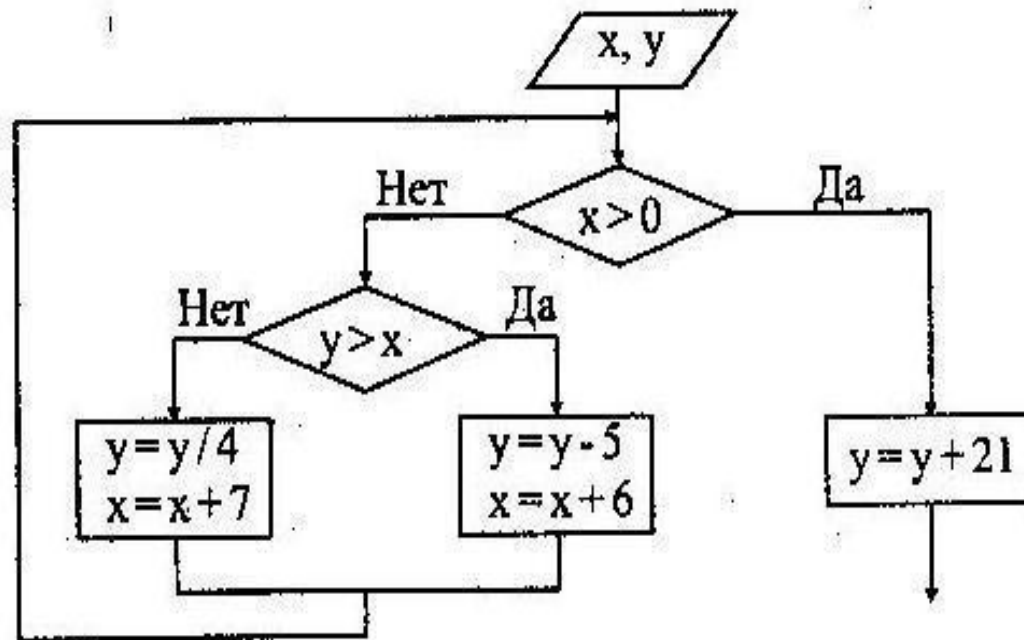 x, y
Нет
x>0
Да
Нет
y>x
Да
y=y/4
x=x+7
y=y-5
x=x+6
y=y+21